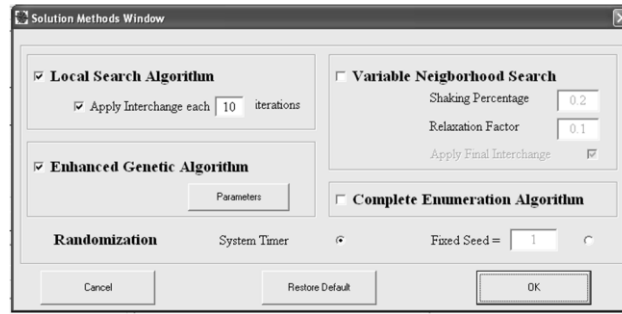 Solution Methods Window
Local Search Algorithm
Apply Interchange each 10 iterations
Enhanced Genetic Algorithm
Parameters
Variable Neigborhood Search
Shaking Percentage 0.2
Relaxation Factor 0.1
Apply Final Interchange
Complete Enumeration Algorithm
Randomization System Timer Fixed Seed = 1
Cancel Restore Default OK